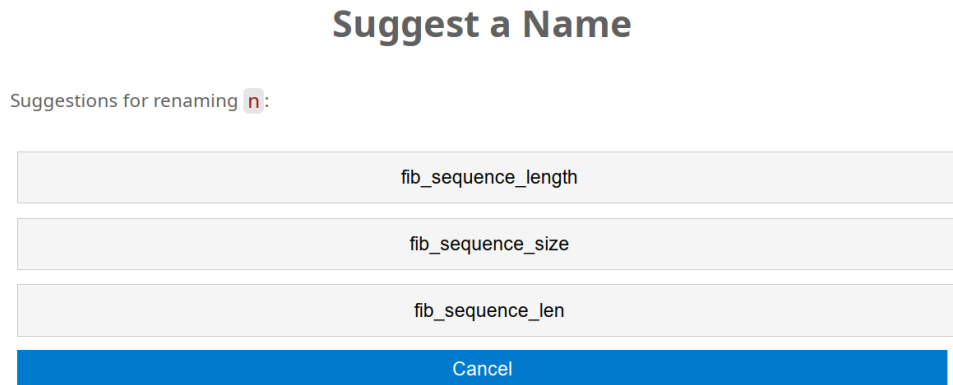 Suggest a Name
Suggestions for renaming n:
fib_sequence_length
fib_sequence_size
fib_sequence_len
Cancel